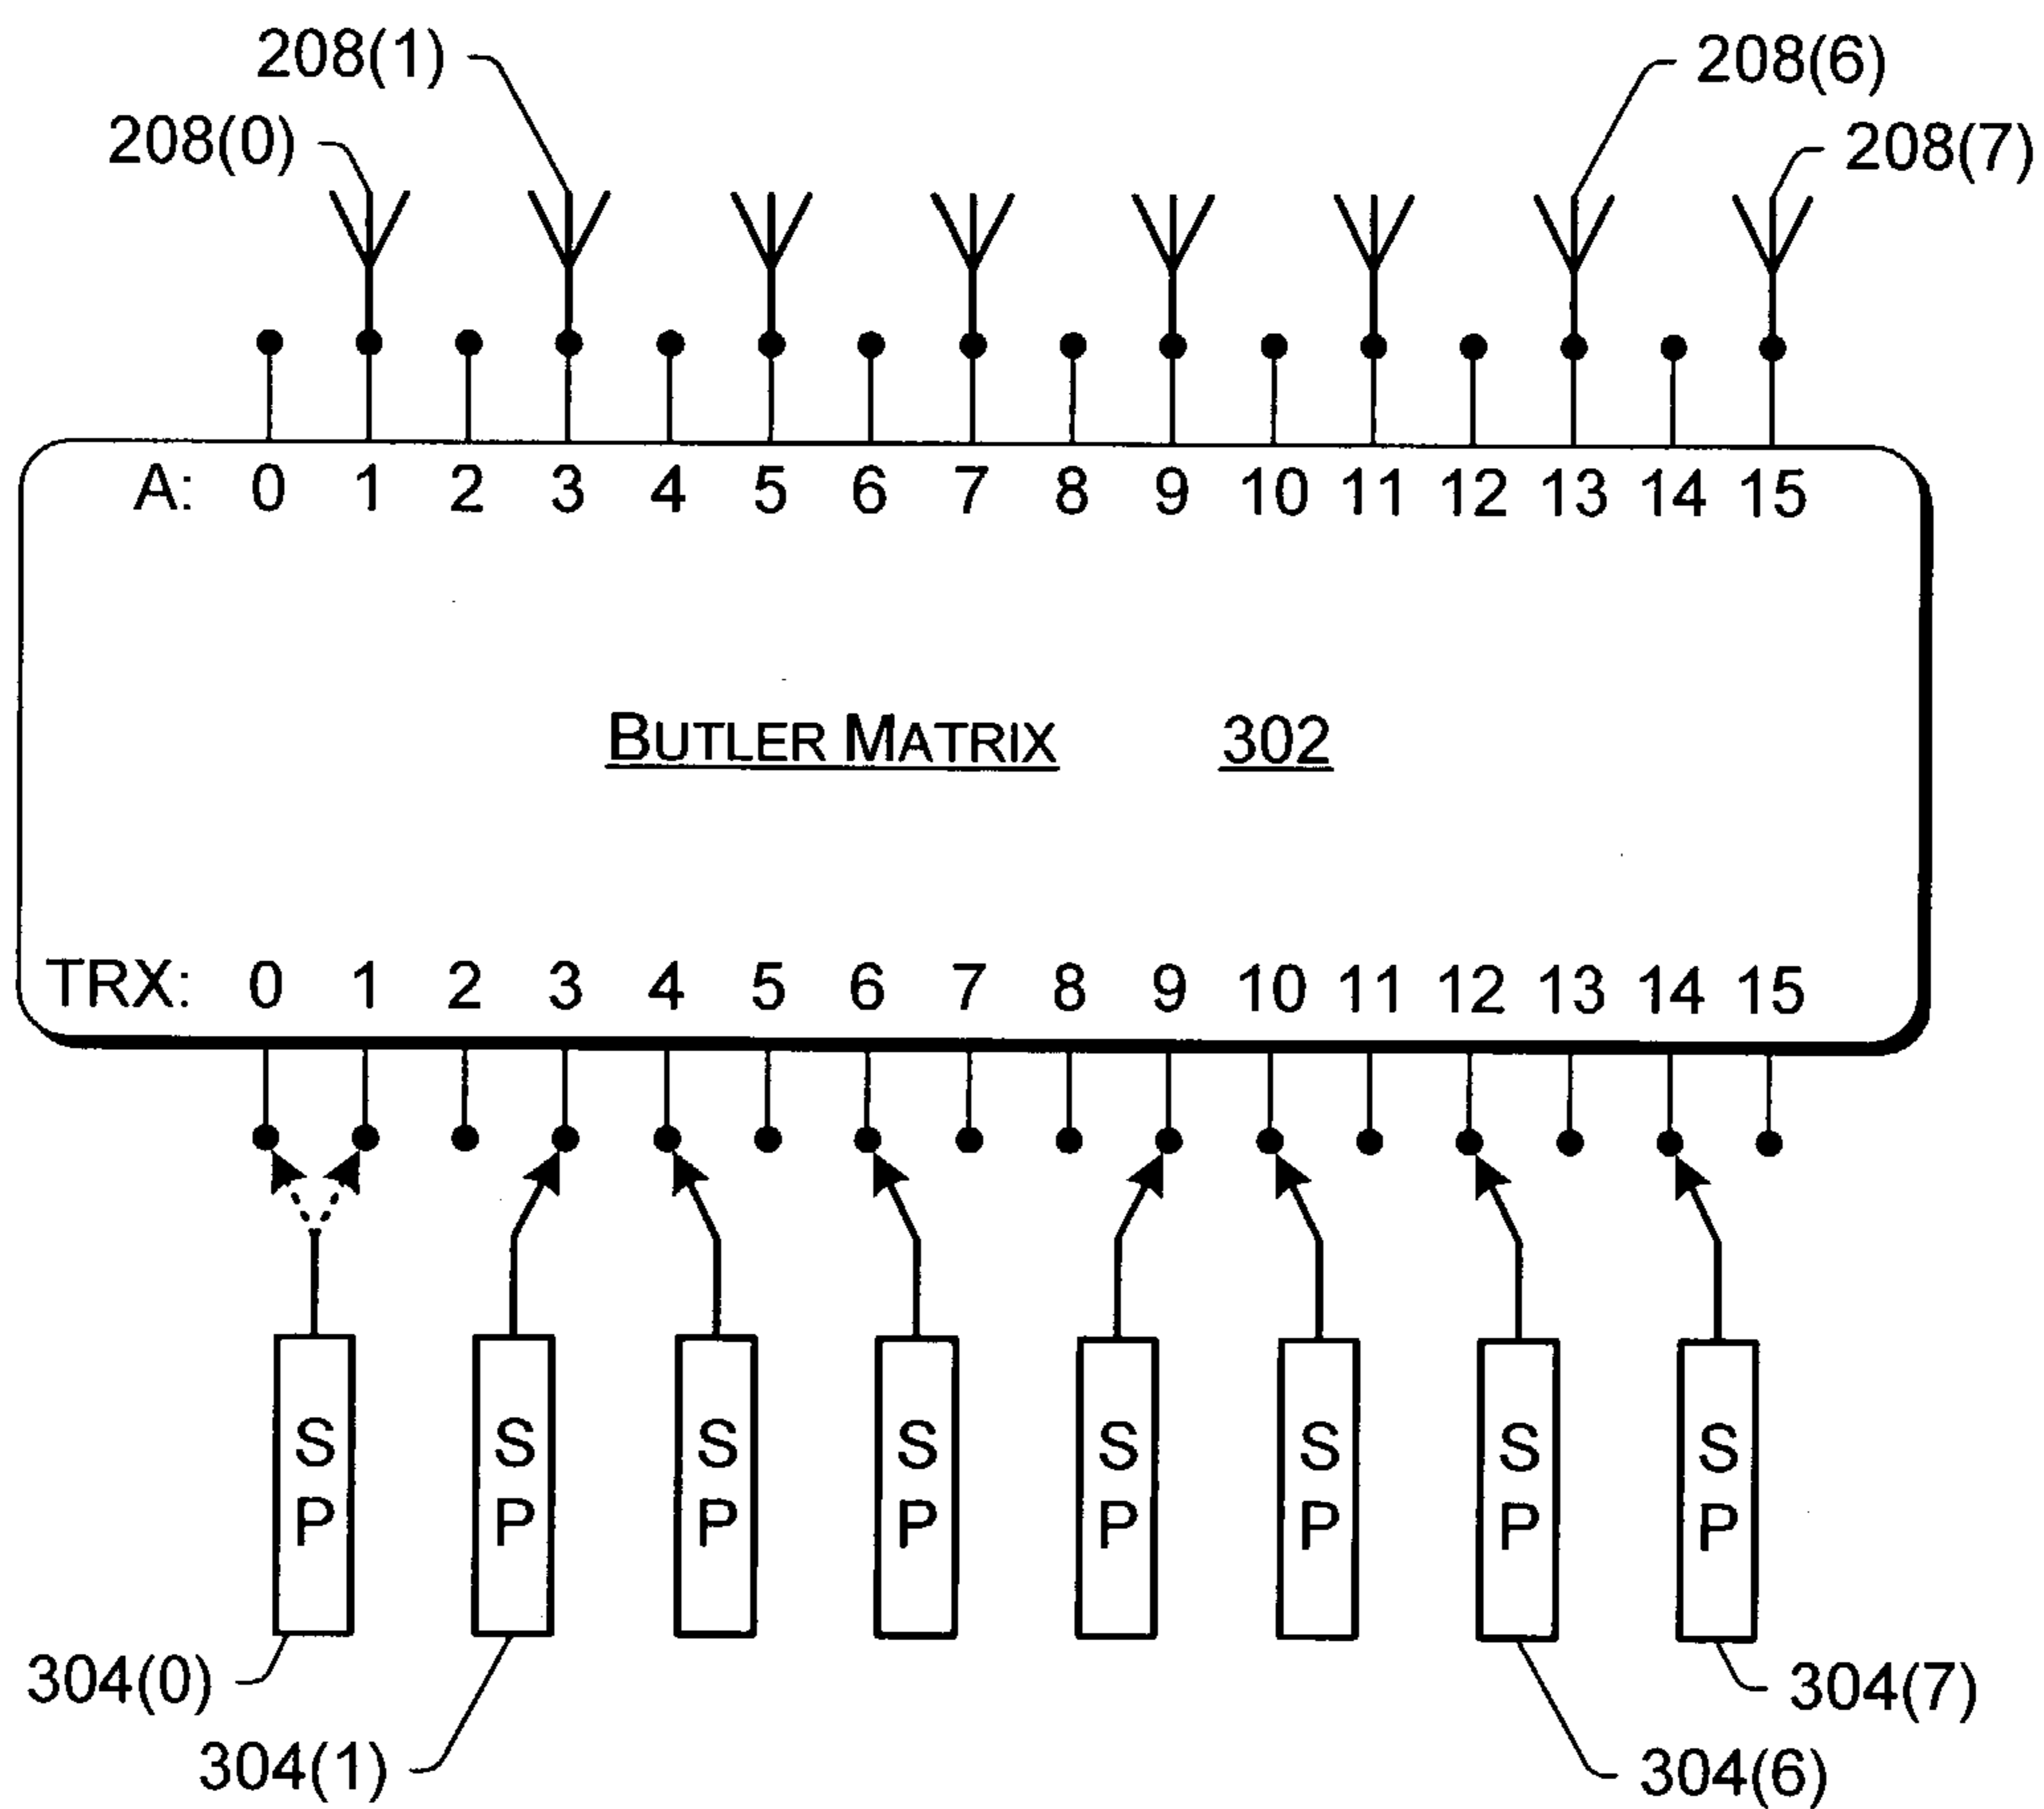 208(1)
208(6)
208(0)
208(7)
A: 0 1 2 3 4 5 6 7 8 9 10 11 12 13 14 15
BUTLER MATRIX 302
TRX: 0 1 2 3 4 5 6 7 8 9 10 11 12 13 14 15
S S S S S S S S
P P P P P P P P
304(0)
304(7)
304(1)
304(6)